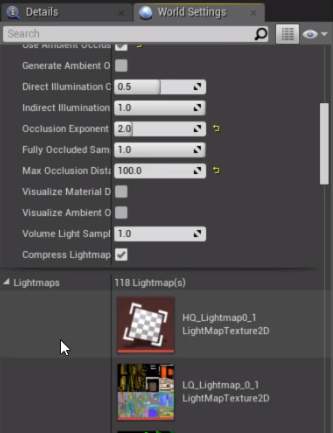 Details
World Settings
Search
Use Ambient Occlus
Generate Ambient O
Direct Illumination O
0.5
Indirect Illumination
1.0
Occlusion Exponent
2.0
Fully Occluded Sam
1.0
Max Occlusion Dista
100.0
Visualize Material D
Visualize Ambient O
Volume Light Sampl
1.0
Compress Lightmap
Lightmaps
118 Lightmap(s)
HQ_Lightmap0_1
LightMapTexture2D
LQ_Lightmap_0_1
LightMapTexture2D